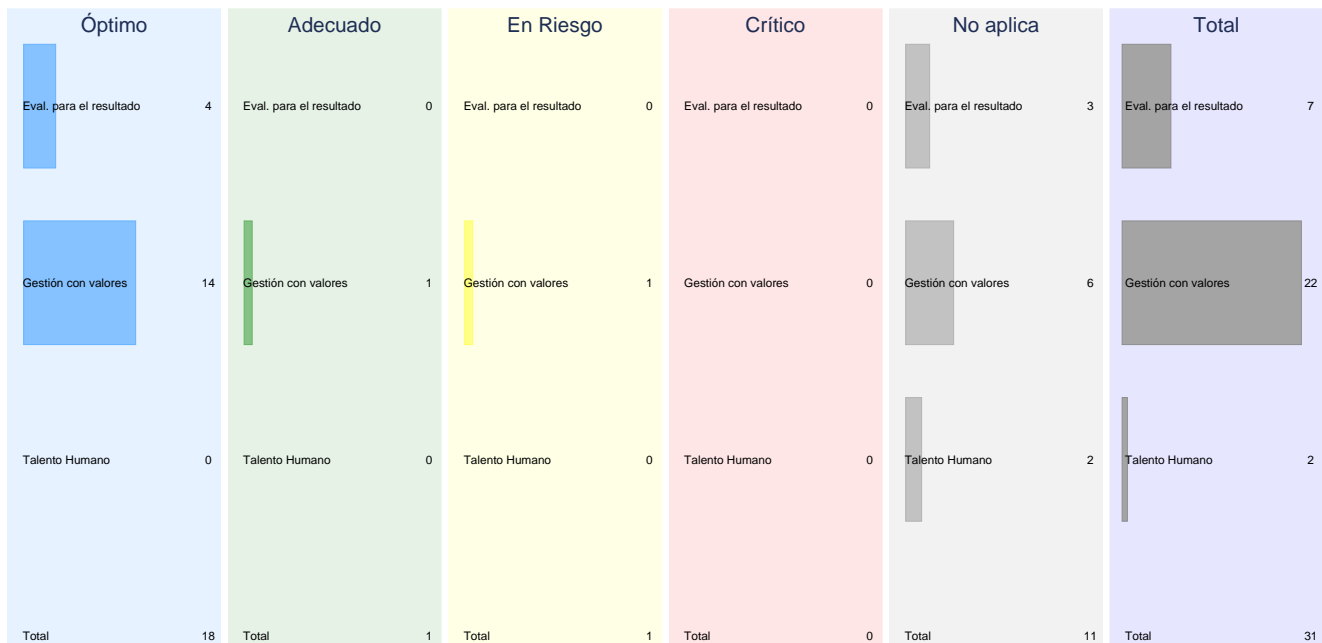 Óptimo Adecuado En Riesgo Crítico No aplica Total
Eval. para el resultado 4 Eval. para el resultado 0 Eval. para el resultado 0 Eval. para el resultado 0 Eval. para el resultado 3 Eval. para el resultado 7
Gestión con valores 14 Gestión con valores 1 Gestión con valores 1 Gestión con valores 0 Gestión con valores 6 Gestión con valores 22
Talento Humano 0 Talento Humano 0 Talento Humano 0 Talento Humano 0 Talento Humano 2 Talento Humano 2
Total 18 Total 1 Total 1 Total 0 Total 11 Total 31